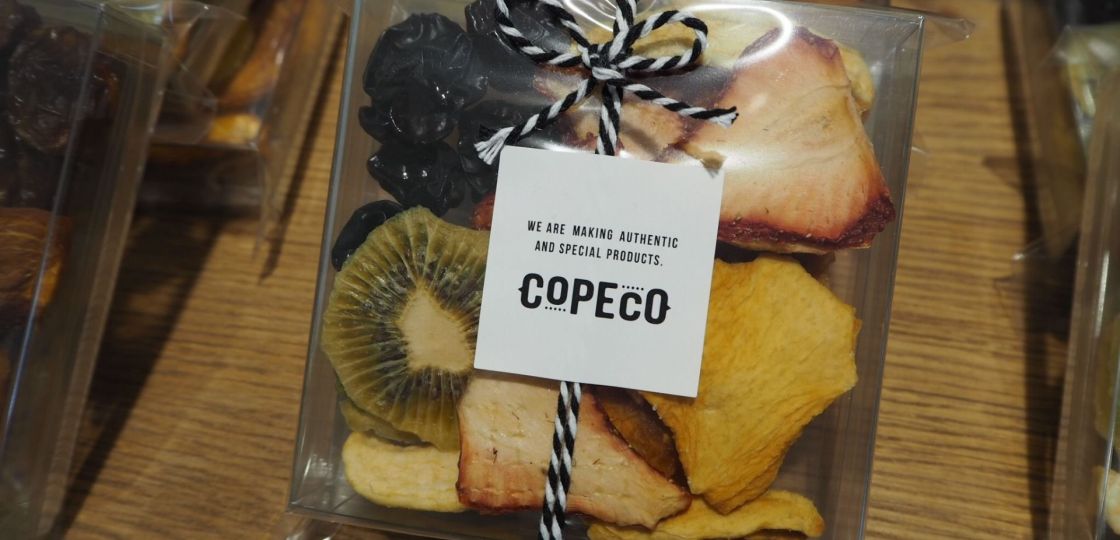 WE ARE MAKING AUTHENTIC
AND SPECIAL PRODUCTS.
COPECO